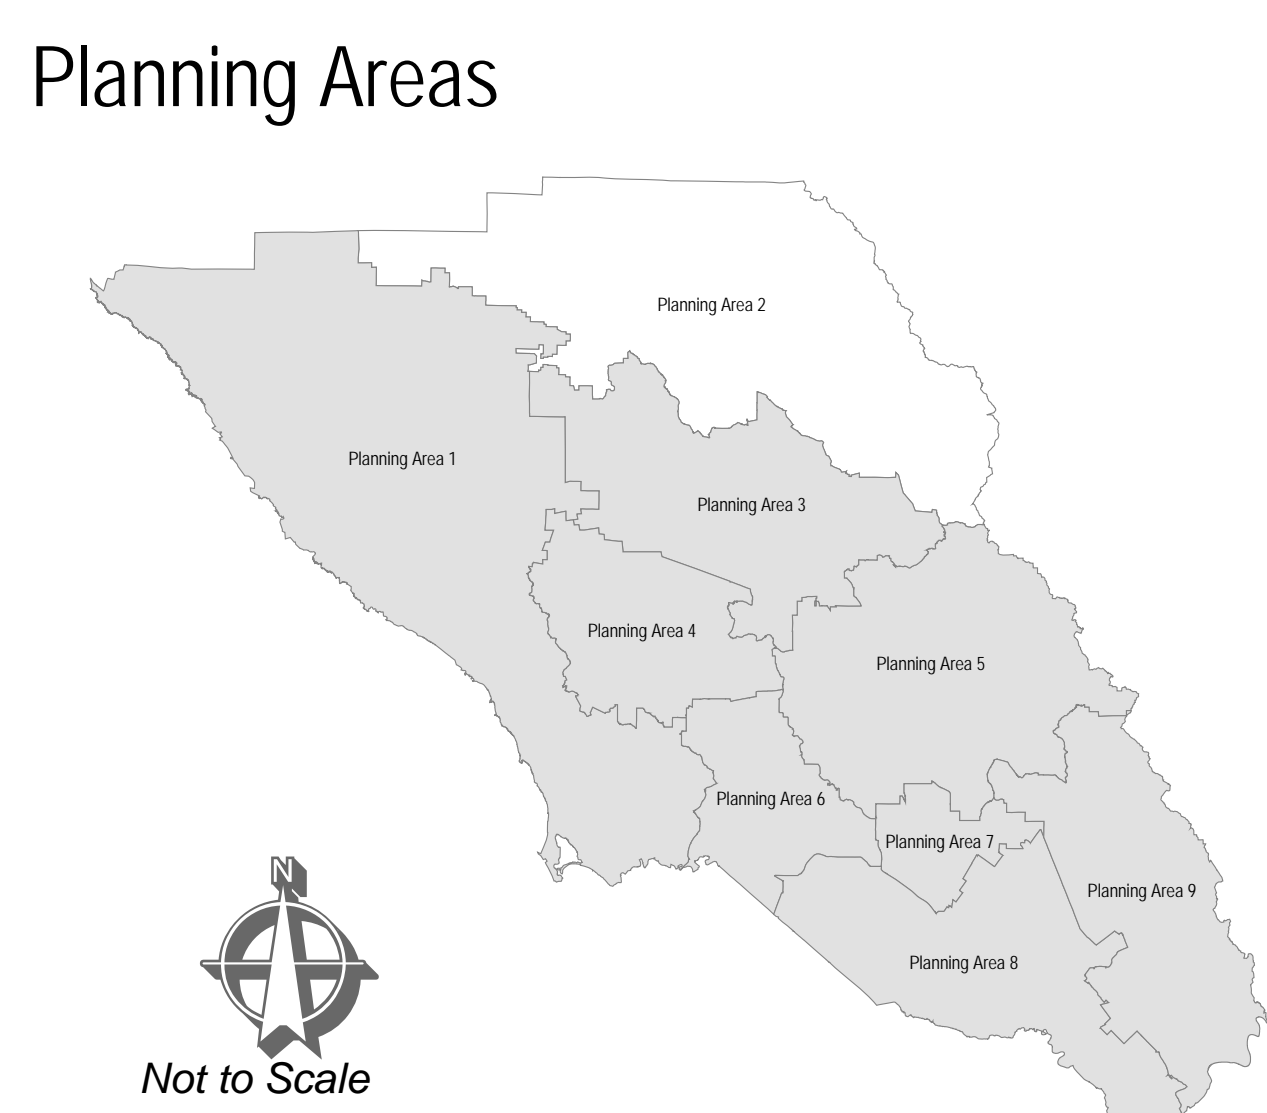 Planning Areas
Planning Area 2
Planning Area 1
Planning Area 3
Planning Area 4
Planning Area 5
Planning Area 6
Planning Area 7
Planning Area 9
Planning Area 8
N
Not to Scale